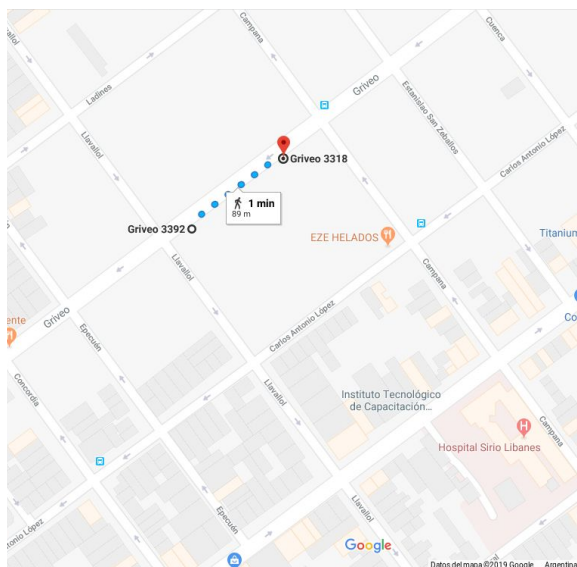 Campana
Cuenca
Ladines
Griveo
Estanislao San Zeballos
Llavallol
Carlos Antonio López
Griveo 3318
1 min
89 m
Griveo 3392
EZE HELADOS
Titanium
Llavallol
Campana
Griveo
ente
Epecuén
Carlos Antonio López
Co
Concordia
Llavallol
Instituto Tecnológico
de Capacitación...
H
Hospital Sirio Libanes
Campana
Epecuén
Llavallol
Antonio López
Google
Datos del mapa ©2019 Google Argentina